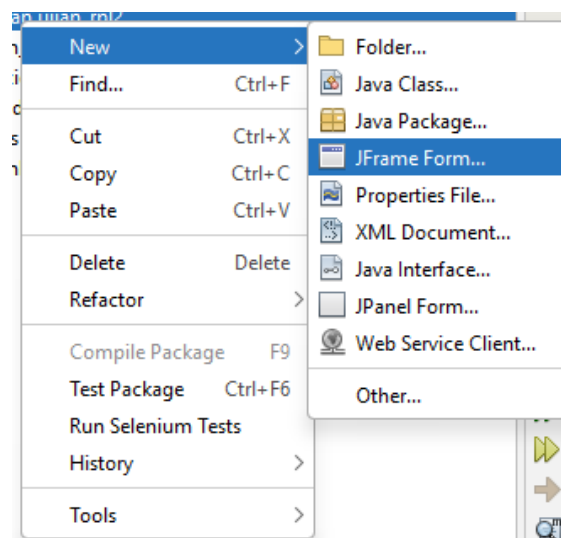 New
Find... Ctrl+F
Cut Ctrl+X
Copy Ctrl+C
Paste Ctrl+V
Delete Delete
Refactor
Compile Package F9
Test Package Ctrl+F6
Run Selenium Tests
History
Tools
Folder...
Java Class...
Java Package...
JFrame Form...
Properties File...
XML Document...
Java Interface...
JPanel Form...
Web Service Client...
Other...